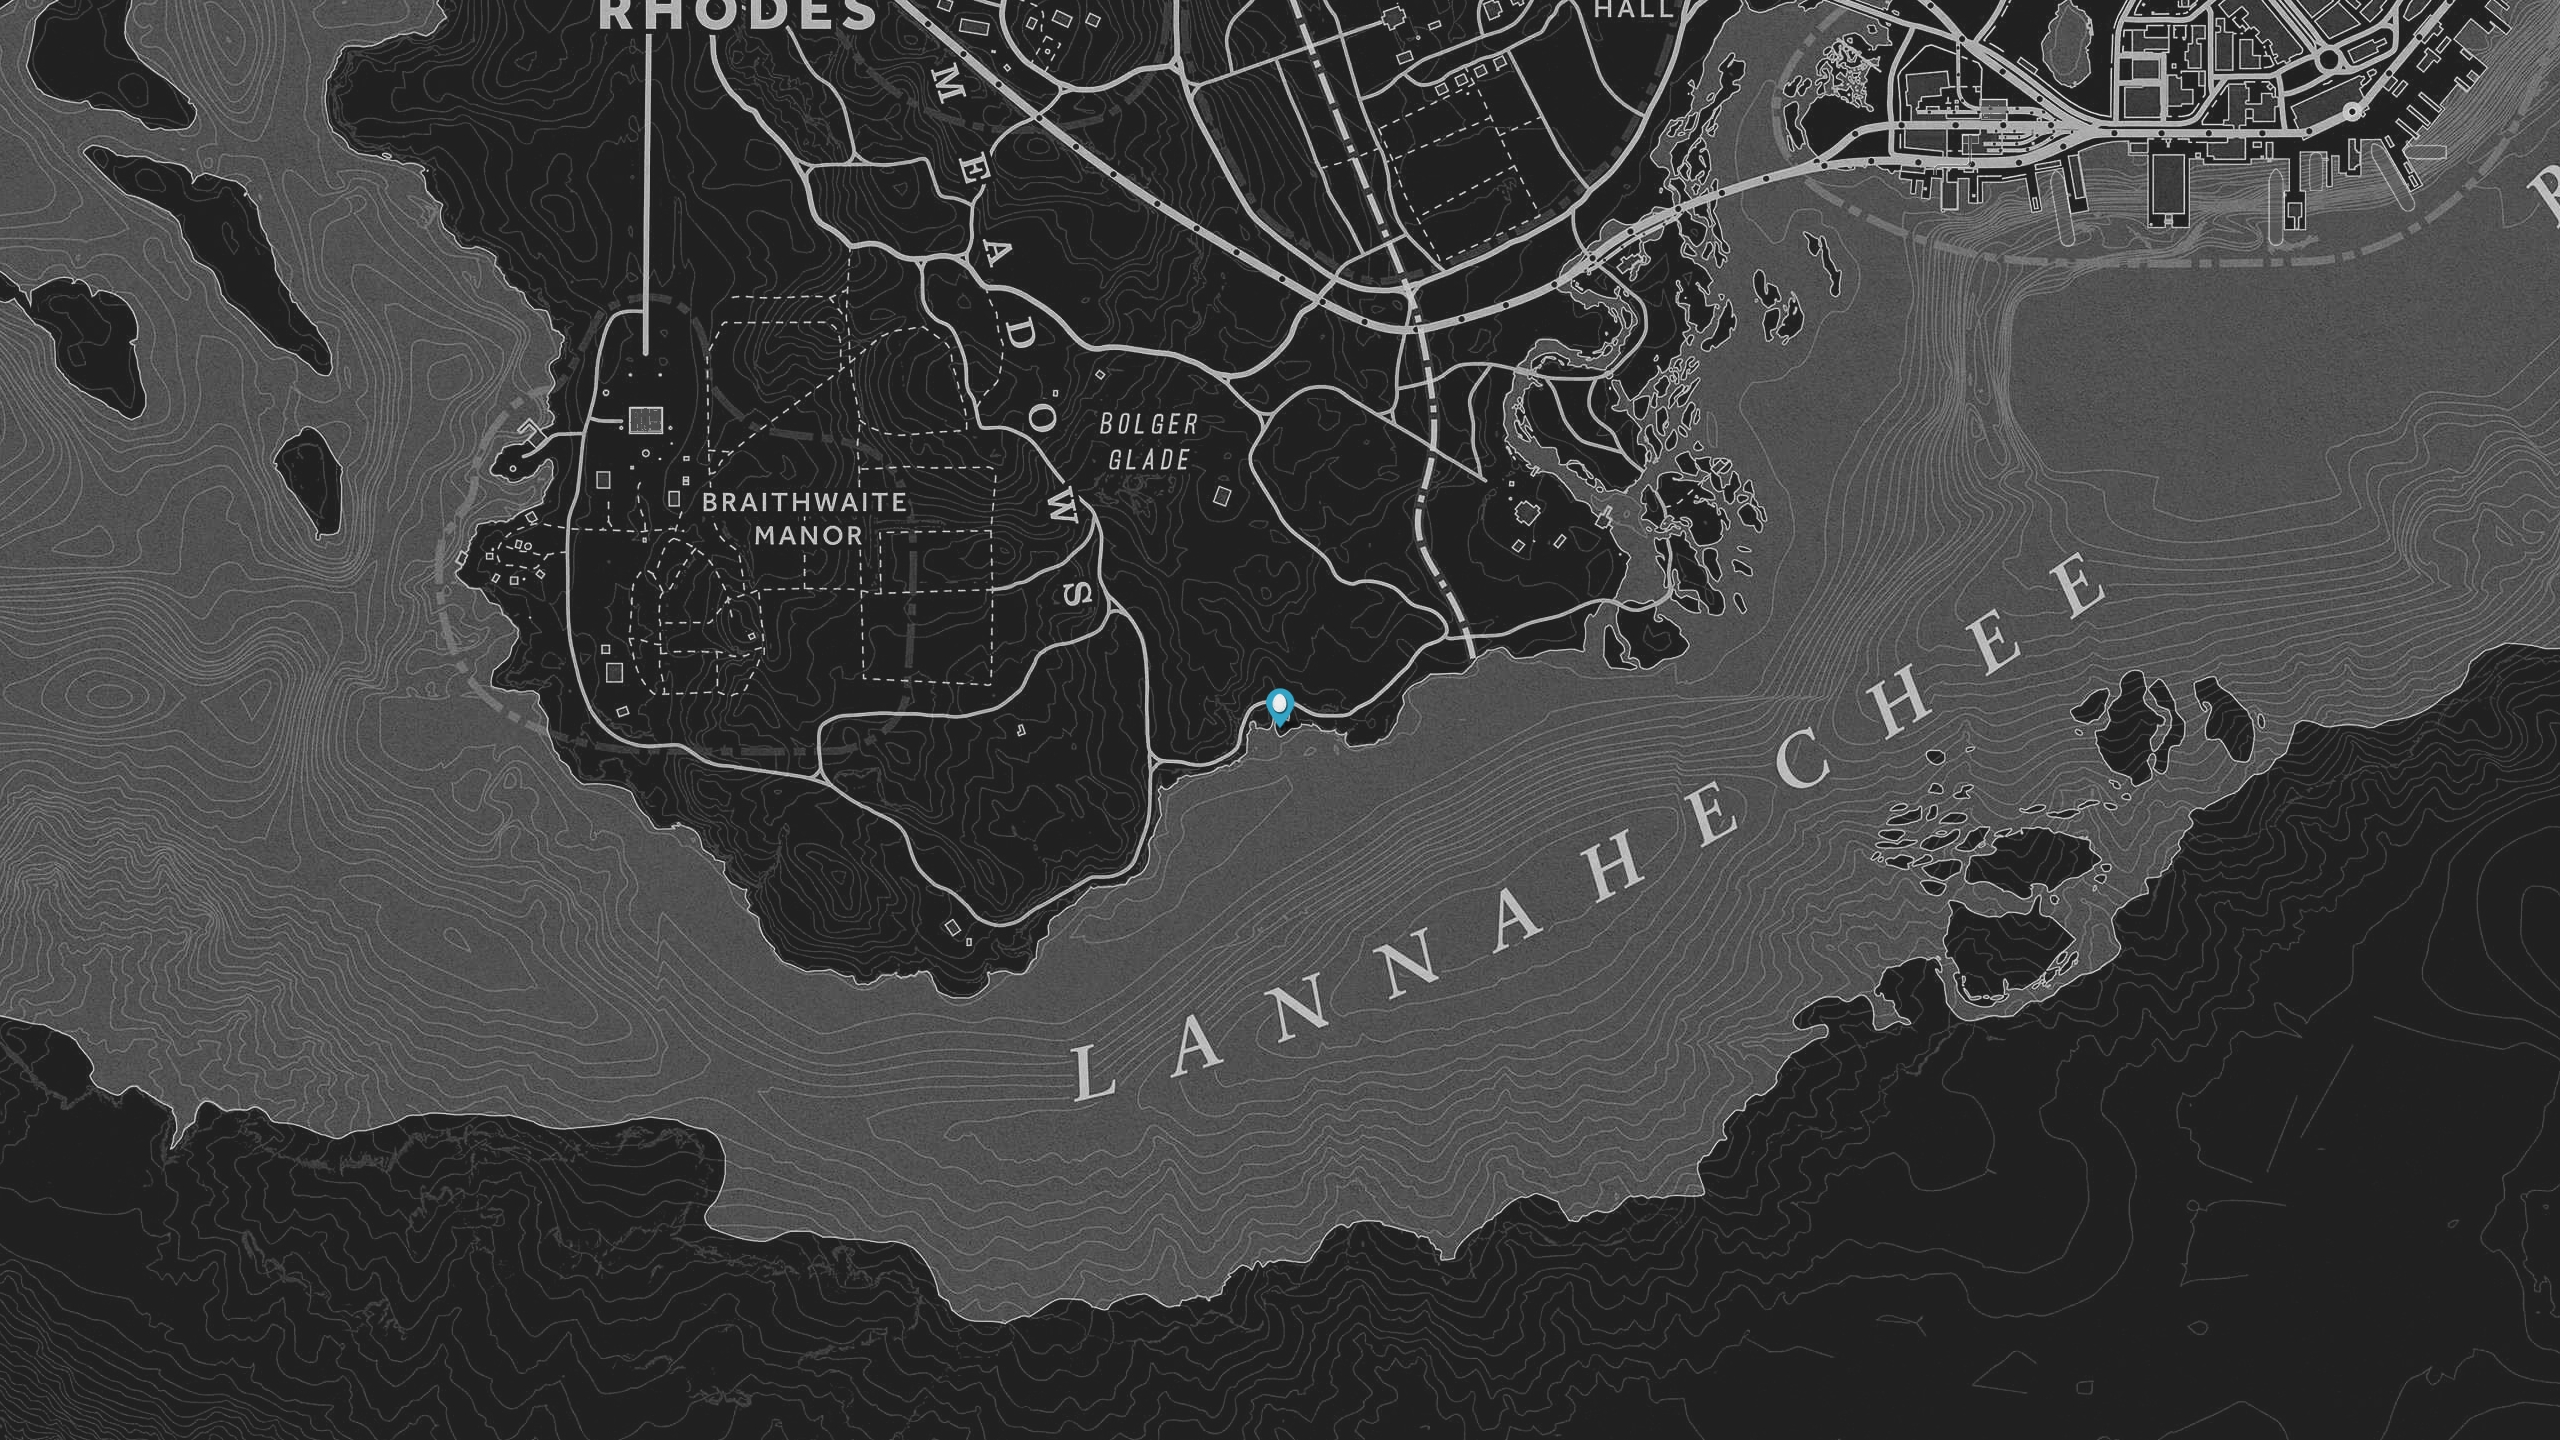 RHODES
HALL
MEADOWS
BOLGER
GLADE
BRAITHWAITE
MANOR
LANNAHECHEE
R